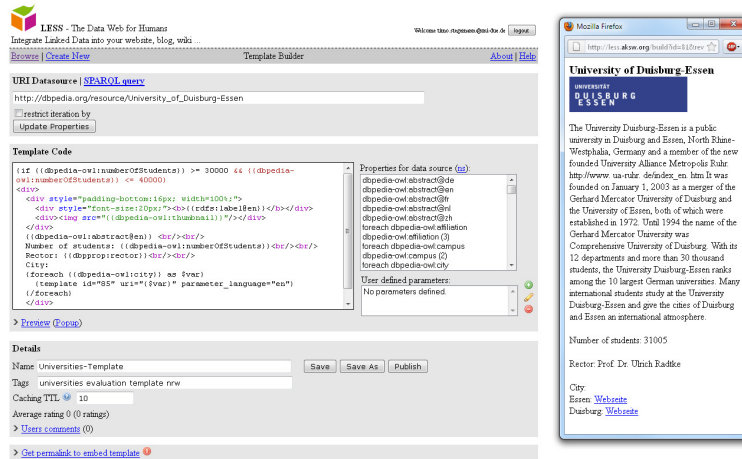 LESS - The Data Web for Humans
Integrate Linked Data into your website, blog, wiki ...
Welcome timo.stegemann@uni-due.de logout
Browse | Create New Template Builder About | Help
URI Datasource | SPARQL query
http://dbpedia.org/resource/University_of_Duisburg-Essen
restrict iteration by
Update Properties
Template Code
{if ((dbpedia-owl:numberOfStudents)) >= 30000 && ((dbpedia-
owl:numberOfStudents)) <= 40000}
<div>
<div style="padding-bottom:16px; width=100%;">
<div style="font-size:20px;"><b>{(rdfs:label@en)}</b></div>
<div><img src="{(dbpedia-owl:thumbnail)}"/></div>
</div>
{(dbpedia-owl:abstract@en)} <br/><br/>
Number of students: {(dbpedia-owl:numberOfStudents)}<br/><br/>
Rector: {(dbpprop:rector)}<br/><br/>
City:
{foreach ((dbpedia-owl:city)) as $var}
{template id="85" uri="{$var}" parameter_language="en"}
{/foreach}
</div>
Properties for data source (ns):
dbpedia-owl:abstract@de
dbpedia-owl:abstract@en
dbpedia-owl:abstract@fr
dbpedia-owl:abstract@nl
dbpedia-owl:abstract@zh
foreach dbpedia-owl:affiliation
dbpedia-owl:affiliation (3)
foreach dbpedia-owl:campus
dbpedia-owl:campus (2)
foreach dbpedia-owl:city
User defined parameters:
No parameters defined.
> Preview (Popup)
Details
Name Universities-Template Save Save As Publish
Tags universities evaluation template nrw
Caching TTL 10
Average rating 0 (0 ratings)
> Users comments (0)
> Get permalink to embed template
Mozilla Firefox
http://less.aksw.org/build?id=81&rev
University of Duisburg-Essen
UNIVERSITÄT
DUISBURG
ESSEN
The University Duisburg-Essen is a public
university in Duisburg and Essen, North Rhine-
Westphalia, Germany and a member of the new
founded University Alliance Metropolis Ruhr.
http://www. ua-ruhr. de/index_en. htm It was
founded on January 1, 2003 as a merger of the
Gerhard Mercator University of Duisburg and
the University of Essen, both of which were
established in 1972. Until 1994 the name of the
Gerhard Mercator University was
Comprehensive University of Duisburg. With its
12 departments and more than 30 thousand
students, the University Duisburg-Essen ranks
among the 10 largest German universities. Many
international students study at the University
Duisburg-Essen and give the cities of Duisburg
and Essen an international atmosphere.
Number of students: 31005
Rector: Prof. Dr. Ulrich Radtke
City:
Essen: Webseite
Duisburg: Webseite